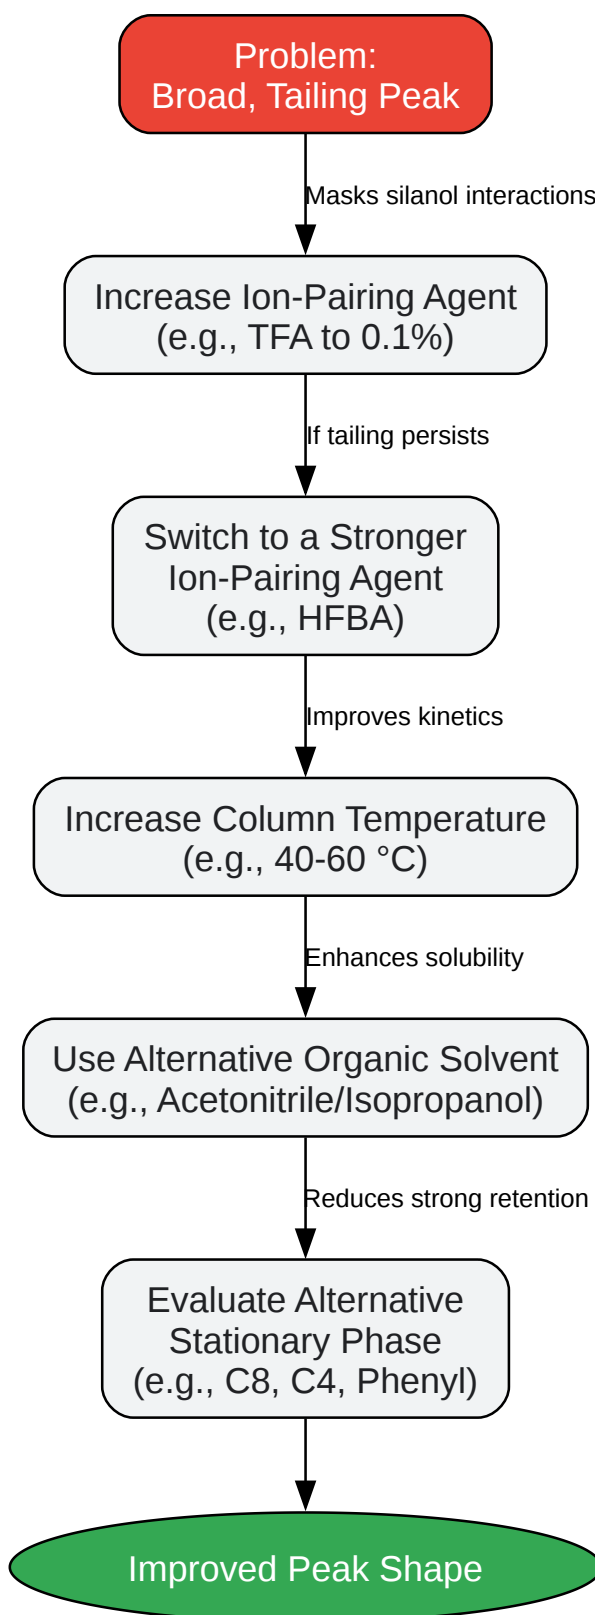 Problem:
Broad, Tailing Peak
Masks silanol interactions
Increase Ion-Pairing Agent
(e.g., TFA to 0.1%)
If tailing persists
Switch to a Stronger
Ion-Pairing Agent
(e.g., HFBA)
Improves kinetics
Increase Column Temperature
(e.g., 40-60 °C)
Enhances solubility
Use Alternative Organic Solvent
(e.g., Acetonitrile/Isopropanol)
Reduces strong retention
Evaluate Alternative
Stationary Phase
(e.g., C8, C4, Phenyl)
Improved Peak Shape